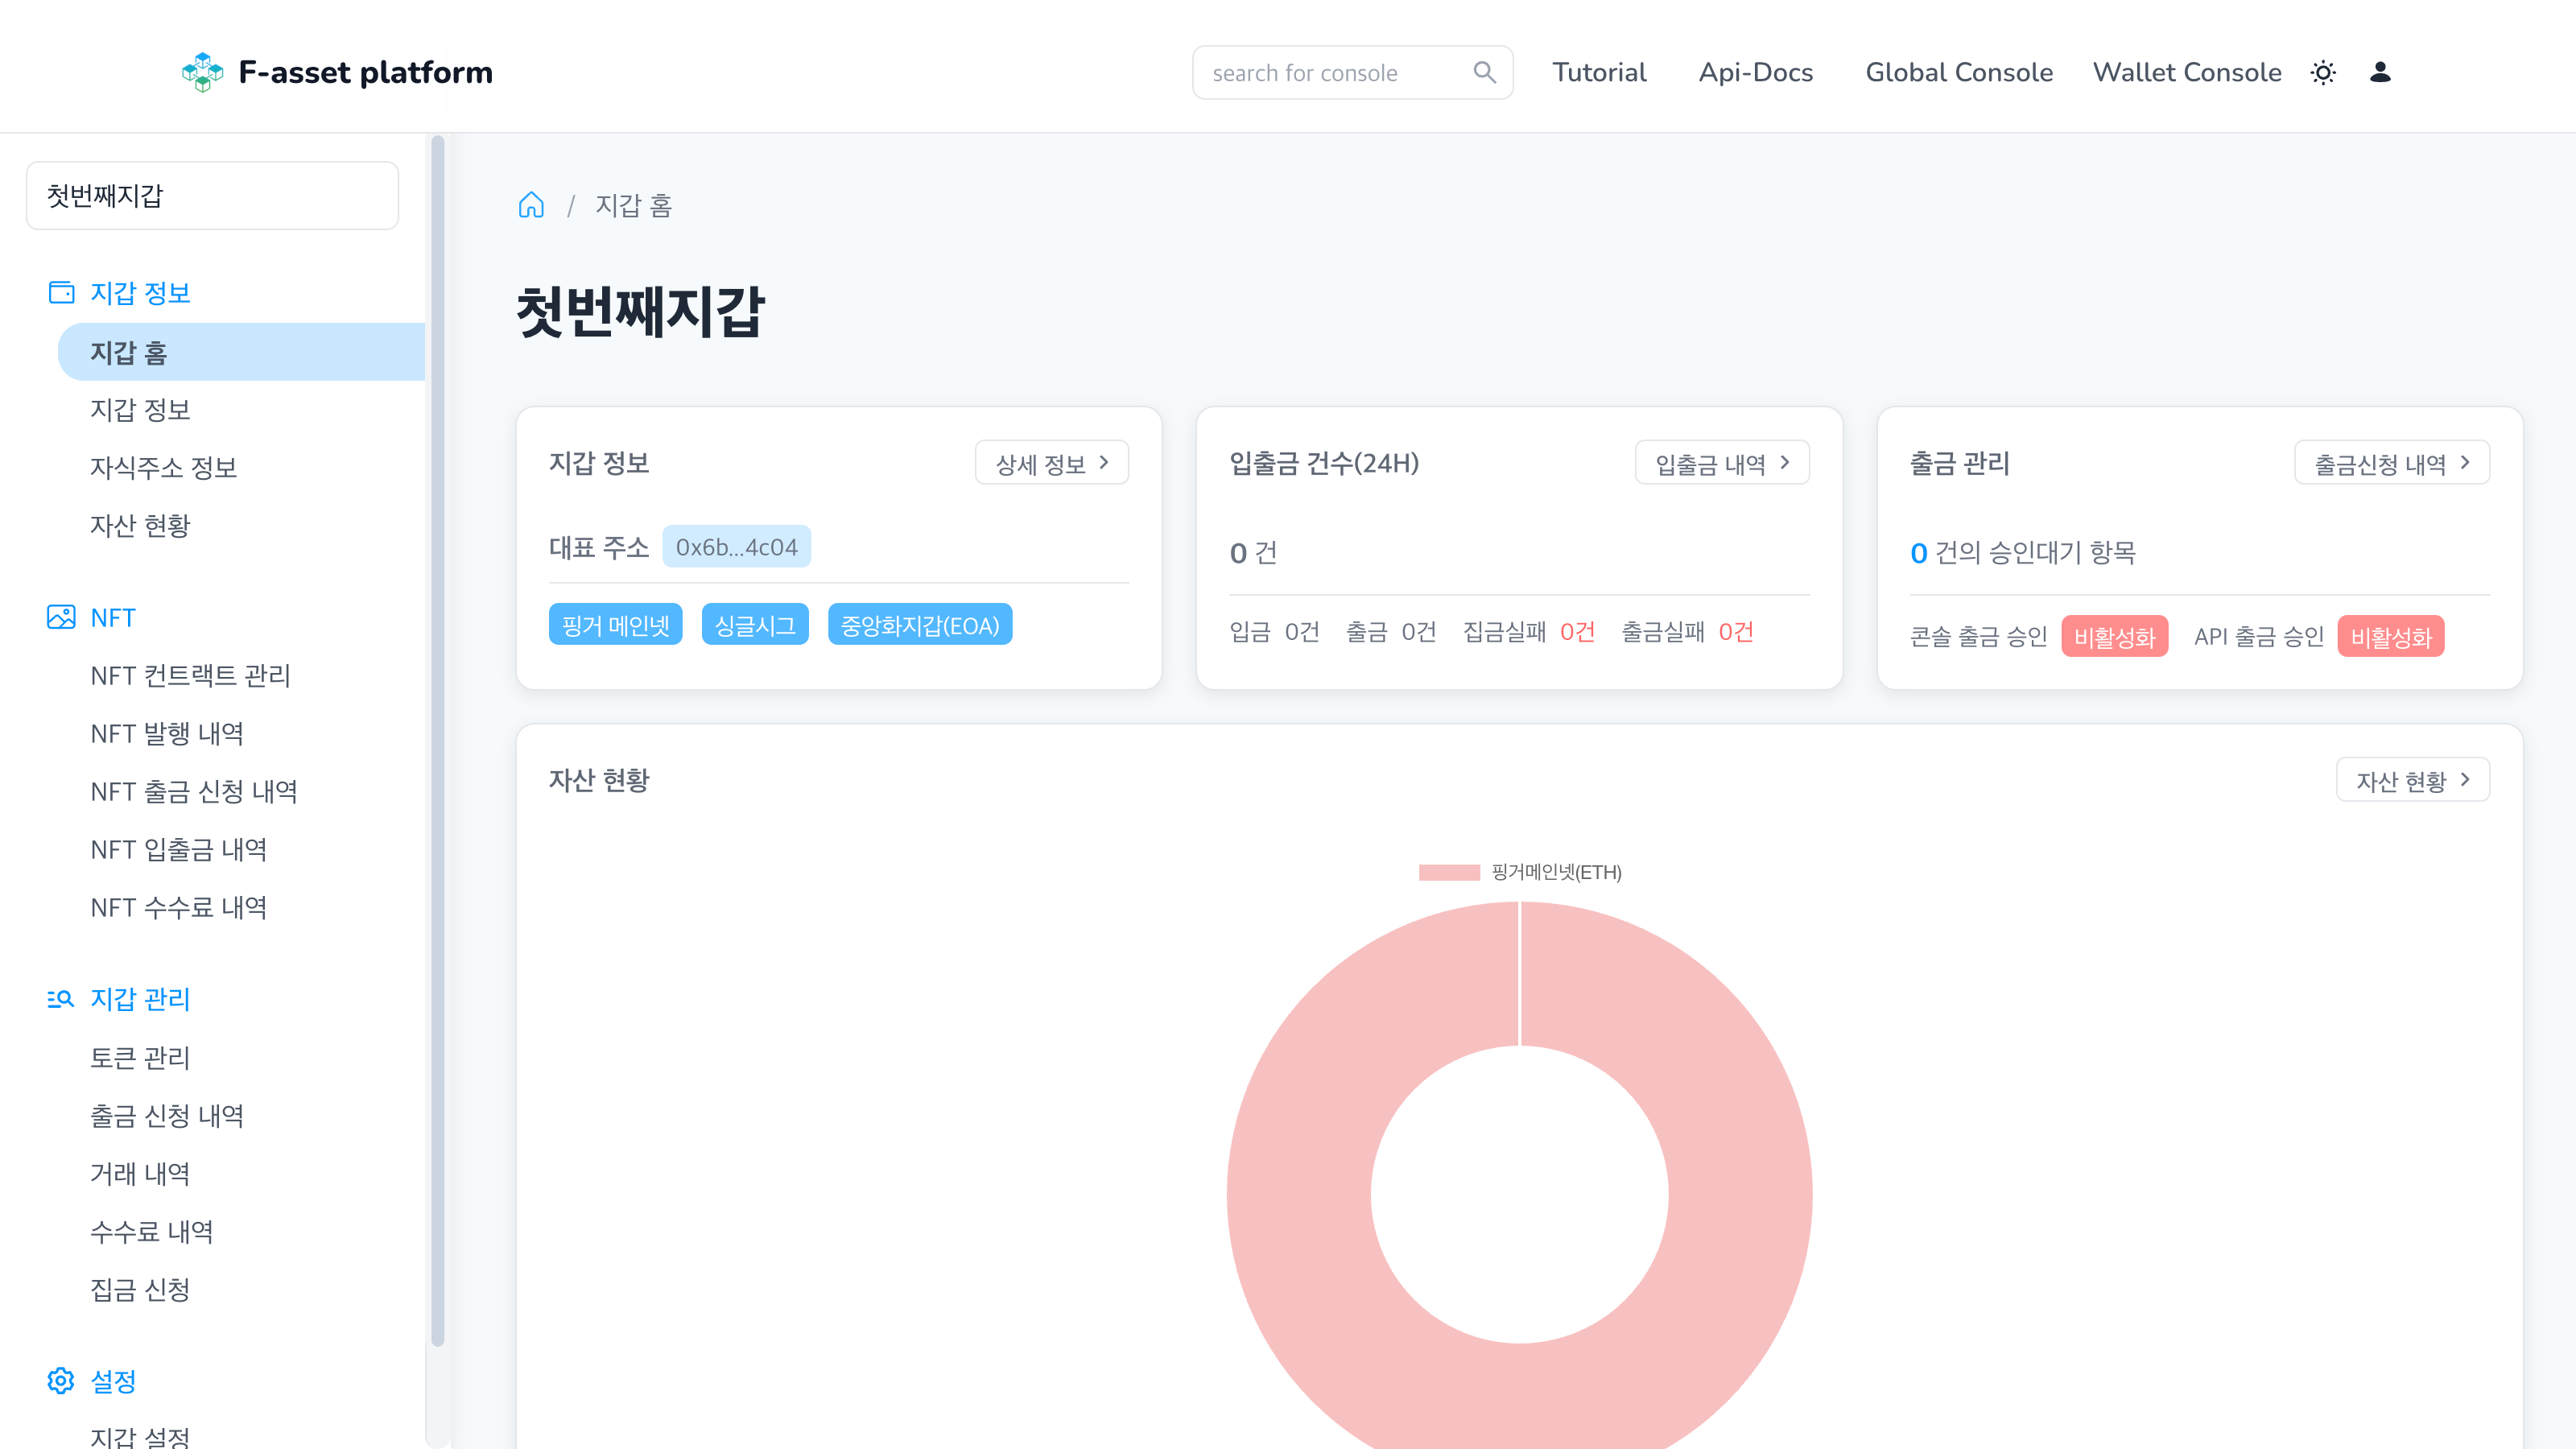 F-asset platform
search for console
Tutorial
Api-Docs
Global Console
Wallet Console
첫번째지갑
지갑 정보
지갑 홈
지갑 정보
자식주소 정보
자산 현황
NFT
NFT 컨트랙트 관리
NFT 발행 내역
NFT 출금 신청 내역
NFT 입출금 내역
NFT 수수료 내역
지갑 관리
토큰 관리
출금 신청 내역
거래 내역
수수료 내역
집금 신청
설정
지갑 설정
/ 지갑 홈
첫번째지갑
지갑 정보
상세 정보
대표 주소 0x6b...4c04
핑거 메인넷 싱글시그 중앙화지갑(EOA)
입출금 건수(24H)
입출금 내역
0 건
입금 0건 출금 0건 집금실패 0건 출금실패 0건
출금 관리
출금신청 내역
0 건의 승인대기 항목
콘솔 출금 승인 비활성화 API 출금 승인 비활성화
자산 현황
자산 현황
핑거메인넷(ETH)